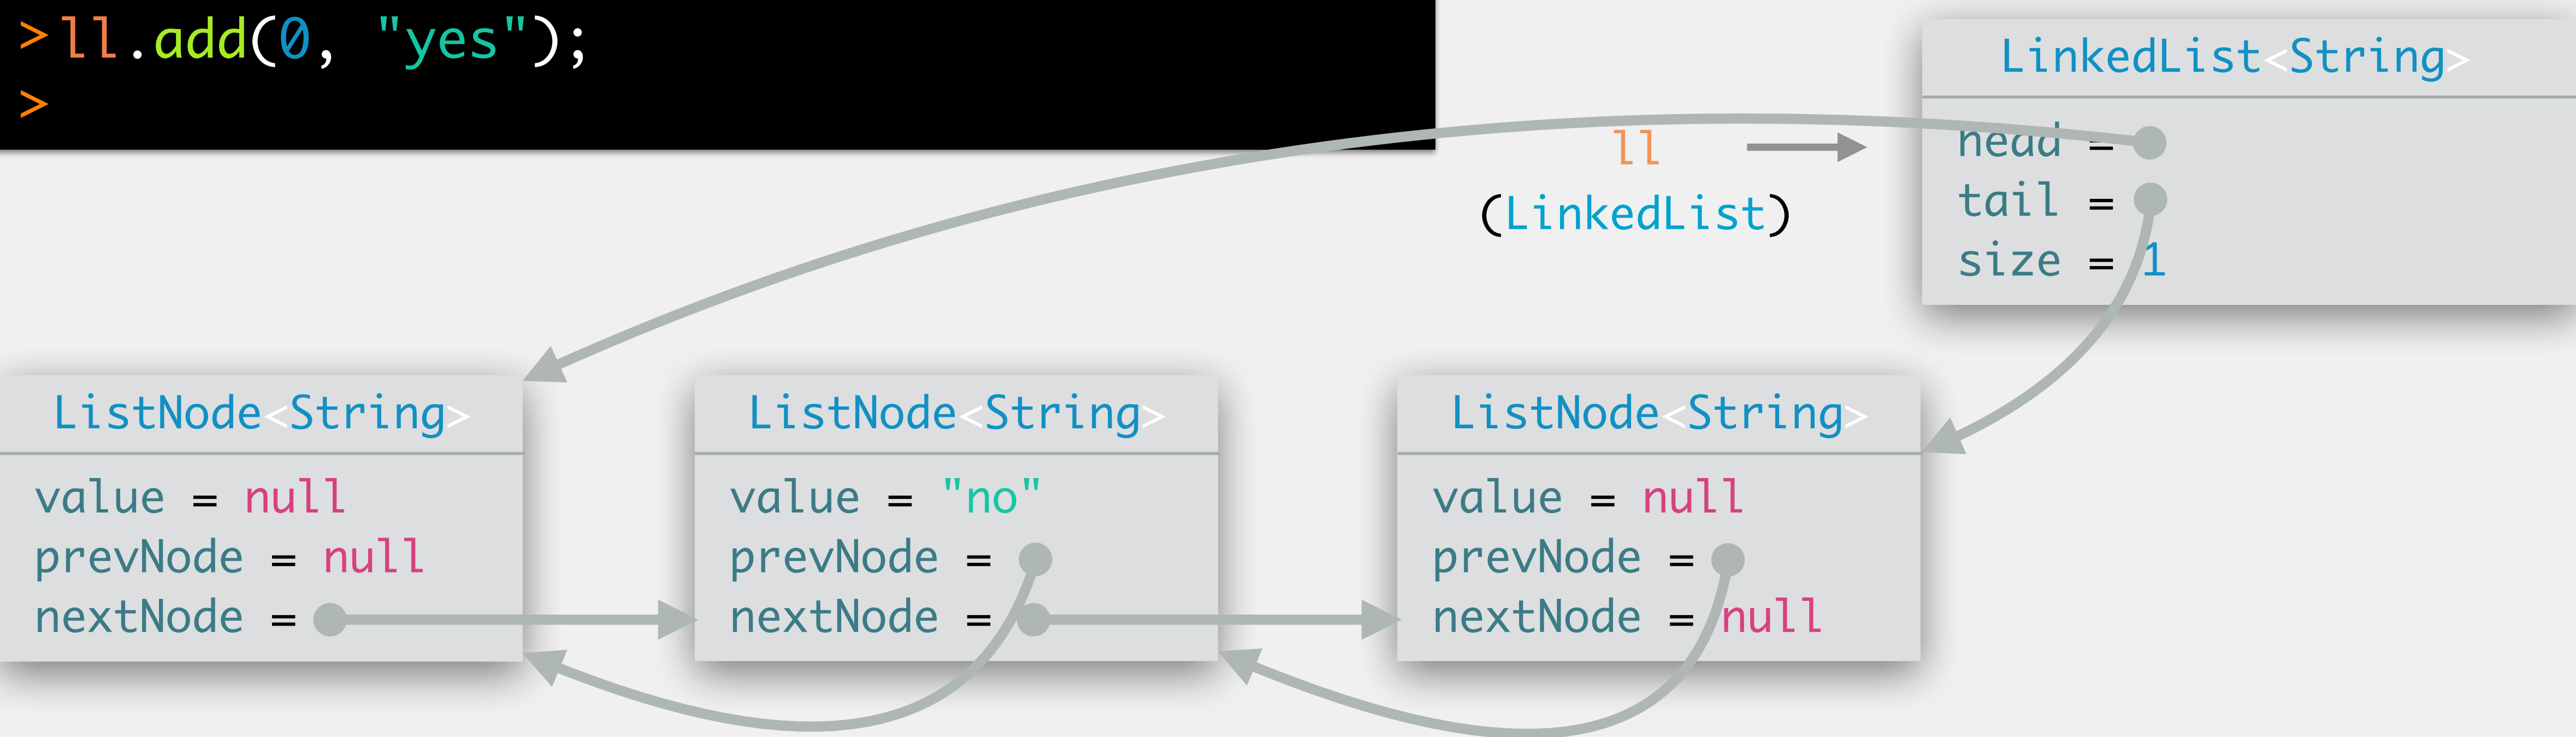 >ll.add(0, "yes");
>
ll
(LinkedList)
LinkedList<String>
head =
tail =
size = 1
ListNode<String>
value = null
prevNode = null
nextNode =
ListNode<String>
value = "no"
prevNode =
nextNode =
ListNode<String>
value = null
prevNode =
nextNode = null